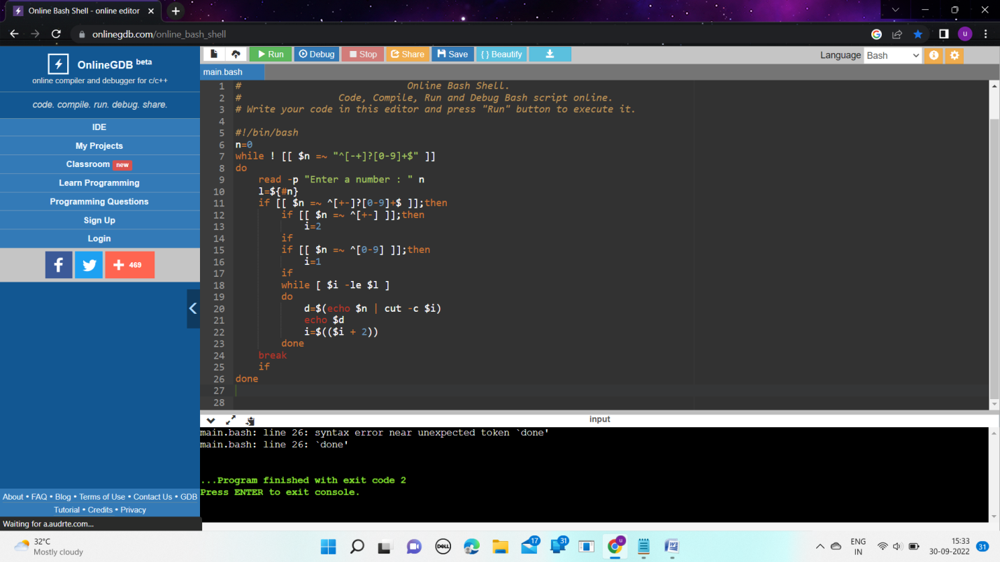 Online Bash Shell - online editor
onlinegdb.com/online_bash_shell
u
OnlineGDB beta
online compiler and debugger for c/c++
code. compile. run. debug. share.
IDE
My Projects
Classroom new
Learn Programming
Programming Questions
Sign Up
Login
469
About • FAQ • Blog • Terms of Use • Contact Us • GDB
Tutorial • Credits • Privacy
Waiting for a.audrte.com...
Run Debug Stop Share Save { } Beautify Language Bash
main.bash
1 # Online Bash Shell.
2 # Code, Compile, Run and Debug Bash script online.
3 # Write your code in this editor and press "Run" button to execute it.
4
5 #!/bin/bash
6 n=0
7 while ! [[ $n =~ "^[-+]?[0-9]+$" ]]
8 do
9 read -p "Enter a number : " n
10 l=${#n}
11 if [[ $n =~ ^[+-]?[0-9]+$ ]];then
12 if [[ $n =~ ^[+-] ]];then
13 i=2
14 if
15 if [[ $n =~ ^[0-9] ]];then
16 i=1
17 if
18 while [ $i -le $l ]
19 do
20 d=$(echo $n | cut -c $i)
21 echo $d
22 i=$(($i + 2))
23 done
24 break
25 if
26 done
27
28
input
main.bash: line 26: syntax error near unexpected token `done'
main.bash: line 26: `done'
...Program finished with exit code 2
Press ENTER to exit console.
32°C
Mostly cloudy
DELL
17
31
u
ENG
IN
15:33
30-09-2022
31